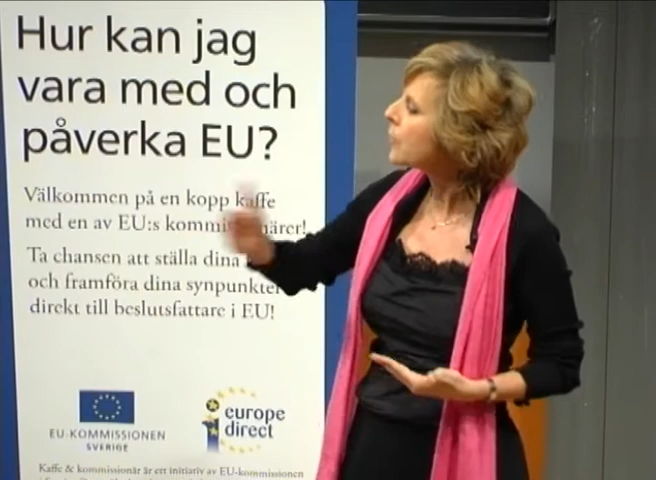 Hur kan jag
vara med och
påverka EU?
Välkommen på en kopp kaffe
med en av EU:s kommissionärer!
Ta chansen att ställa dina
och framföra dina synpunkter
direkt till beslutsfattare i EU!
EU-KOMMISSIONEN
SVERIGE
europe
direct
Kaffe & kommissionär är ett initiativ av EU-kommissionen